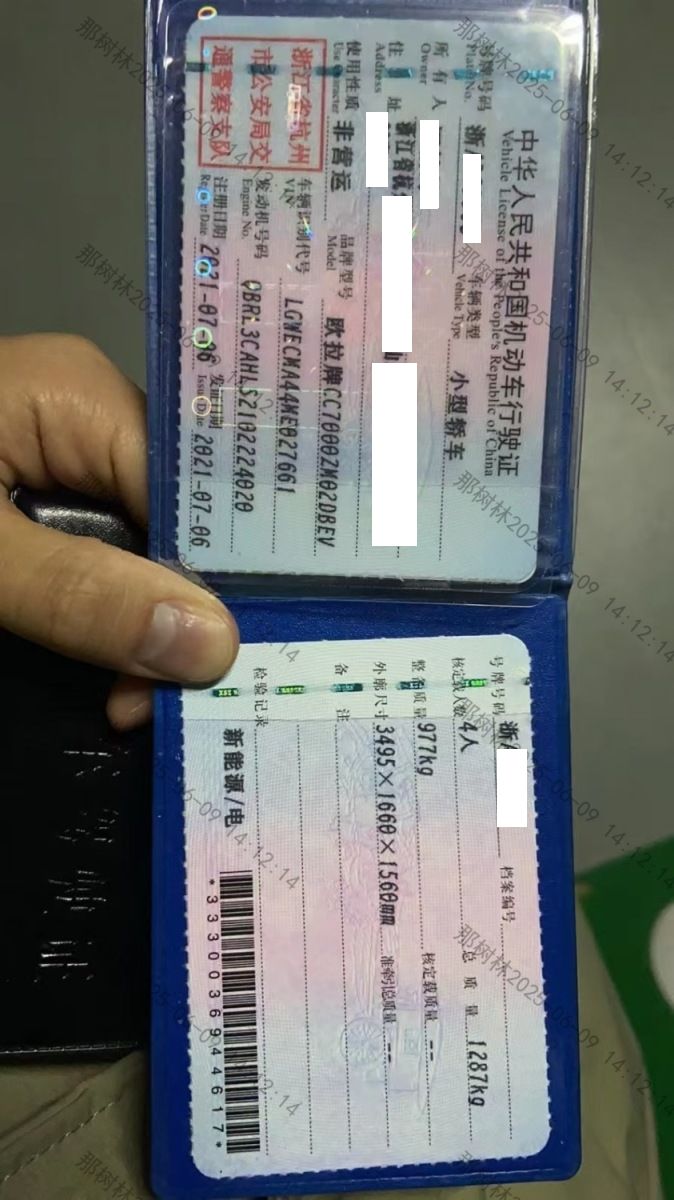 中华人民共和国机动车行驶证
Vehicle License of the People's Republic of China
号牌号码 浙 车辆类型 小型轿车
Plate No. Vehicle Type
所有人
Owner
住址 浙江省杭
Address
使用性质 非营运 品牌型号 欧拉牌CC7000ZM02DBEV
Use Character Model
浙江省杭州
市公安局交
通警察支队
车辆识别代号 LGWECMA44ME027661
VIN
发动机号码 QBRL3CAHLS2102224020
Engine No.
注册日期 2021-07-06 发证日期 2021-07-06
Register Date Issue Date
号牌号码 浙A 档案编号
核定载人数 4人 总质量 1287kg
整备质量 977kg 核定载质量 --
外廓尺寸 3495×1660×1560mm 准牵引总质量 --
备注
检验记录
新能源/电
*3330036944617*
那树林2025-06-09 14:12:14